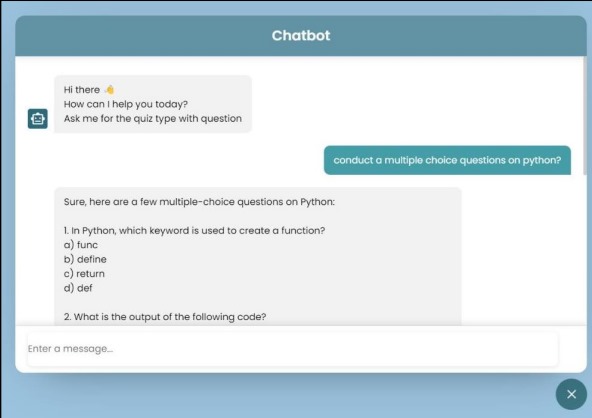 Chatbot
Hi there 👋
How can I help you today?
Ask me for the quiz type with question
conduct a multiple choice questions on python?
Sure, here are a few multiple-choice questions on Python:
1. In Python, which keyword is used to create a function?
a) func
b) define
c) return
d) def
2. What is the output of the following code?
Enter a message...